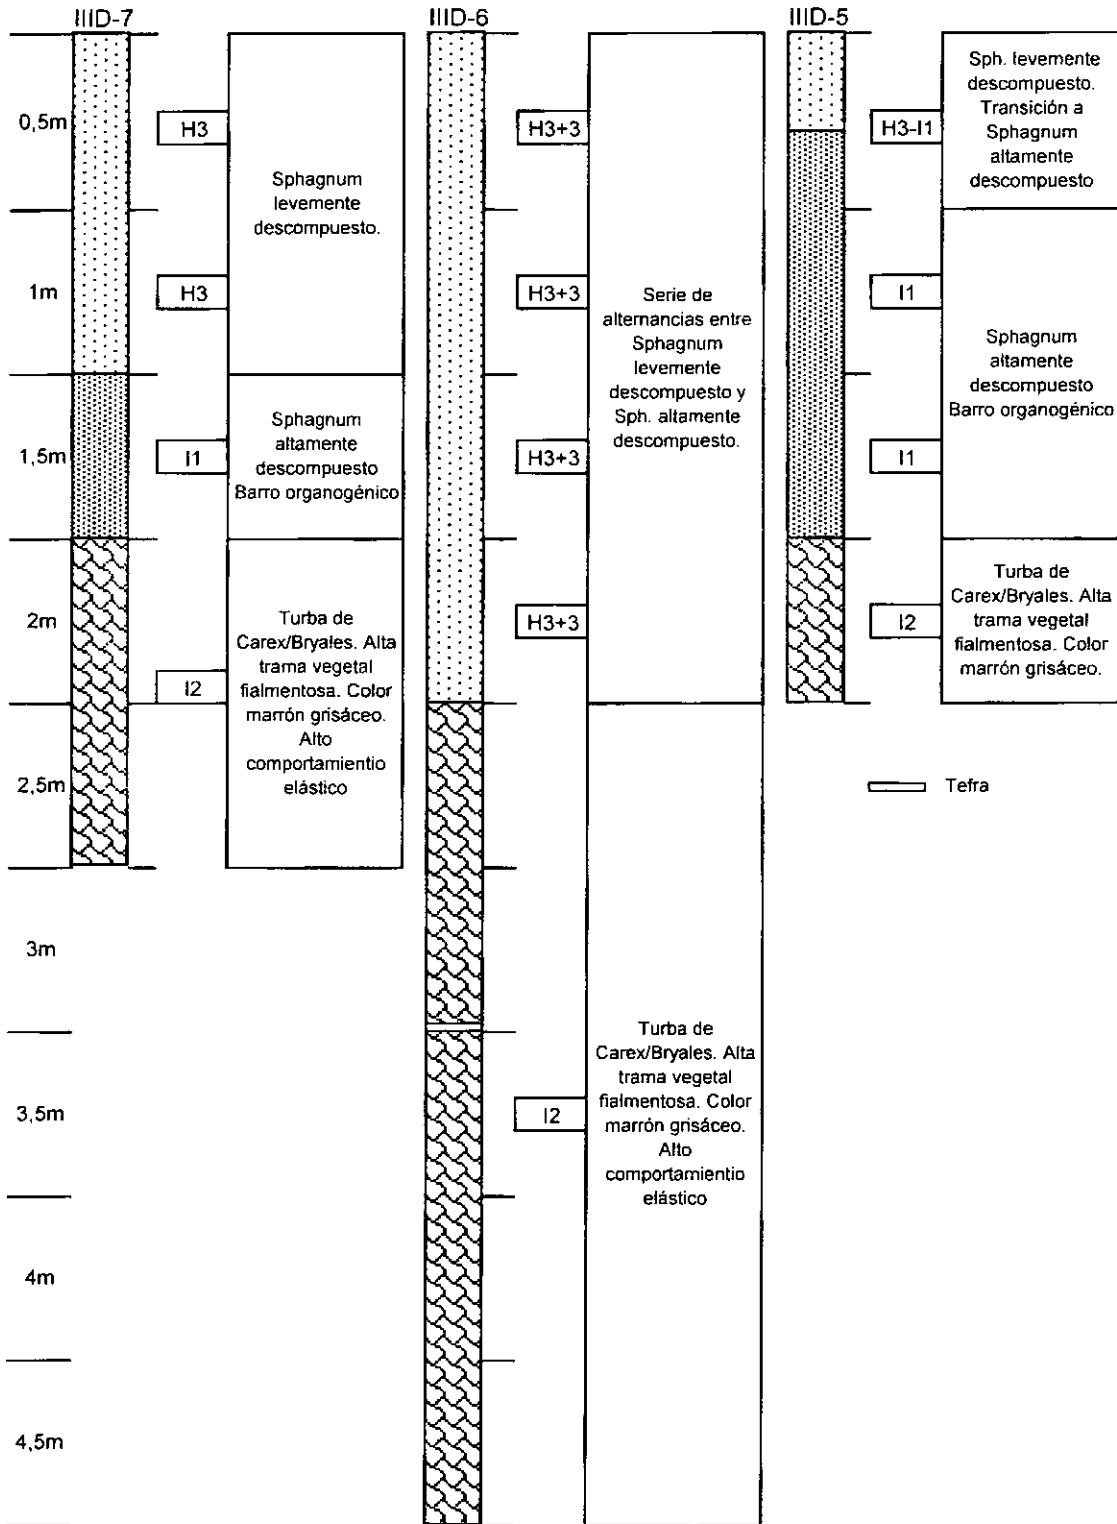 IIID-7
IIID-6
IIID-5
0,5m
1m
1,5m
2m
2,5m
3m
3,5m
4m
4,5m
H3
H3
I1
I2
Sphagnum
levemente
descompuesto.
Sphagnum
altamente
descompuesto
Barro organogénico
Turba de
Carex/Bryales. Alta
trama vegetal
fialmentosa. Color
marrón grisáceo.
Alto
comportamientio
elástico
H3+3
H3+3
H3+3
H3+3
I2
Serie de
alternancias entre
Sphagnum
levemente
descompuesto y
Sph. altamente
descompuesto.
Turba de
Carex/Bryales. Alta
trama vegetal
fialmentosa. Color
marrón grisáceo.
Alto
comportamientio
elástico
H3-I1
I1
I1
I2
Sph. levemente
descompuesto.
Transición a
Sphagnum
altamente
descompuesto
Sphagnum
altamente
descompuesto
Barro organogénico
Turba de
Carex/Bryales. Alta
trama vegetal
fialmentosa. Color
marrón grisáceo.
Tefra